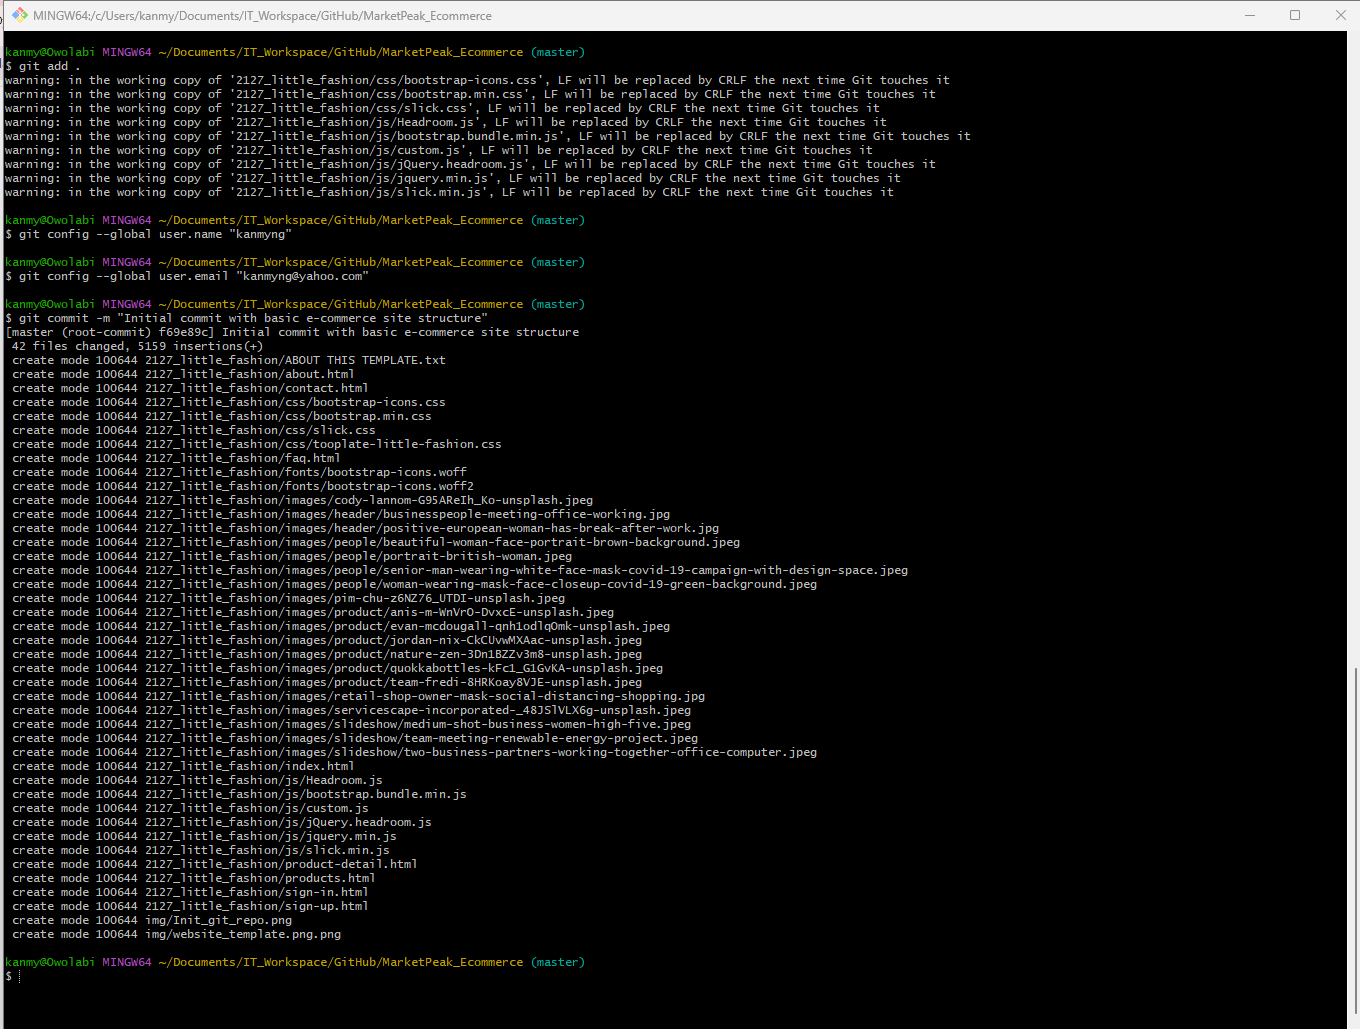 MINGW64:/c/Users/kanmy/Documents/IT_Workspace/GitHub/MarketPeak_Ecommerce
kanmy@Owolabi MINGW64 ~/Documents/IT_Workspace/GitHub/MarketPeak_Ecommerce (master)
$ git add .
warning: in the working copy of '2127_little_fashion/css/bootstrap-icons.css', LF will be replaced by CRLF the next time Git touches it
warning: in the working copy of '2127_little_fashion/css/bootstrap.min.css', LF will be replaced by CRLF the next time Git touches it
warning: in the working copy of '2127_little_fashion/css/slick.css', LF will be replaced by CRLF the next time Git touches it
warning: in the working copy of '2127_little_fashion/js/Headroom.js', LF will be replaced by CRLF the next time Git touches it
warning: in the working copy of '2127_little_fashion/js/bootstrap.bundle.min.js', LF will be replaced by CRLF the next time Git touches it
warning: in the working copy of '2127_little_fashion/js/custom.js', LF will be replaced by CRLF the next time Git touches it
warning: in the working copy of '2127_little_fashion/js/jQuery.headroom.js', LF will be replaced by CRLF the next time Git touches it
warning: in the working copy of '2127_little_fashion/js/jquery.min.js', LF will be replaced by CRLF the next time Git touches it
warning: in the working copy of '2127_little_fashion/js/slick.min.js', LF will be replaced by CRLF the next time Git touches it
kanmy@Owolabi MINGW64 ~/Documents/IT_Workspace/GitHub/MarketPeak_Ecommerce (master)
$ git config --global user.name "kanmyng"
kanmy@Owolabi MINGW64 ~/Documents/IT_Workspace/GitHub/MarketPeak_Ecommerce (master)
$ git config --global user.email "kanmyng@yahoo.com"
kanmy@Owolabi MINGW64 ~/Documents/IT_Workspace/GitHub/MarketPeak_Ecommerce (master)
$ git commit -m "Initial commit with basic e-commerce site structure"
[master (root-commit) f69e89c] Initial commit with basic e-commerce site structure
42 files changed, 5159 insertions(+)
create mode 100644 2127_little_fashion/ABOUT THIS TEMPLATE.txt
create mode 100644 2127_little_fashion/about.html
create mode 100644 2127_little_fashion/contact.html
create mode 100644 2127_little_fashion/css/bootstrap-icons.css
create mode 100644 2127_little_fashion/css/bootstrap.min.css
create mode 100644 2127_little_fashion/css/slick.css
create mode 100644 2127_little_fashion/css/tooplate-little-fashion.css
create mode 100644 2127_little_fashion/faq.html
create mode 100644 2127_little_fashion/fonts/bootstrap-icons.woff
create mode 100644 2127_little_fashion/fonts/bootstrap-icons.woff2
create mode 100644 2127_little_fashion/images/cody-lannom-G95AReIh_Ko-unsplash.jpeg
create mode 100644 2127_little_fashion/images/header/businesspeople-meeting-office-working.jpg
create mode 100644 2127_little_fashion/images/header/positive-european-woman-has-break-after-work.jpg
create mode 100644 2127_little_fashion/images/people/beautiful-woman-face-portrait-brown-background.jpeg
create mode 100644 2127_little_fashion/images/people/portrait-british-woman.jpeg
create mode 100644 2127_little_fashion/images/people/senior-man-wearing-white-face-mask-covid-19-campaign-with-design-space.jpeg
create mode 100644 2127_little_fashion/images/people/woman-wearing-mask-face-closeup-covid-19-green-background.jpeg
create mode 100644 2127_little_fashion/images/pim-chu-z6NZ76_UTDI-unsplash.jpeg
create mode 100644 2127_little_fashion/images/product/anis-m-WnVrO-DvxcE-unsplash.jpeg
create mode 100644 2127_little_fashion/images/product/evan-mcdougall-qnh1odlqOmk-unsplash.jpeg
create mode 100644 2127_little_fashion/images/product/jordan-nix-CkCUvwMXAac-unsplash.jpeg
create mode 100644 2127_little_fashion/images/product/nature-zen-3Dn1BZZv3m8-unsplash.jpeg
create mode 100644 2127_little_fashion/images/product/quokkabottles-kFc1_G1GvKA-unsplash.jpeg
create mode 100644 2127_little_fashion/images/product/team-fredi-8HRKoay8VJE-unsplash.jpeg
create mode 100644 2127_little_fashion/images/retail-shop-owner-mask-social-distancing-shopping.jpg
create mode 100644 2127_little_fashion/images/servicescape-incorporated-_48JSlVLX6g-unsplash.jpeg
create mode 100644 2127_little_fashion/images/slideshow/medium-shot-business-women-high-five.jpeg
create mode 100644 2127_little_fashion/images/slideshow/team-meeting-renewable-energy-project.jpeg
create mode 100644 2127_little_fashion/images/slideshow/two-business-partners-working-together-office-computer.jpeg
create mode 100644 2127_little_fashion/index.html
create mode 100644 2127_little_fashion/js/Headroom.js
create mode 100644 2127_little_fashion/js/bootstrap.bundle.min.js
create mode 100644 2127_little_fashion/js/custom.js
create mode 100644 2127_little_fashion/js/jQuery.headroom.js
create mode 100644 2127_little_fashion/js/jquery.min.js
create mode 100644 2127_little_fashion/js/slick.min.js
create mode 100644 2127_little_fashion/product-detail.html
create mode 100644 2127_little_fashion/products.html
create mode 100644 2127_little_fashion/sign-in.html
create mode 100644 2127_little_fashion/sign-up.html
create mode 100644 img/Init_git_repo.png
create mode 100644 img/website_template.png.png
kanmy@Owolabi MINGW64 ~/Documents/IT_Workspace/GitHub/MarketPeak_Ecommerce (master)
$